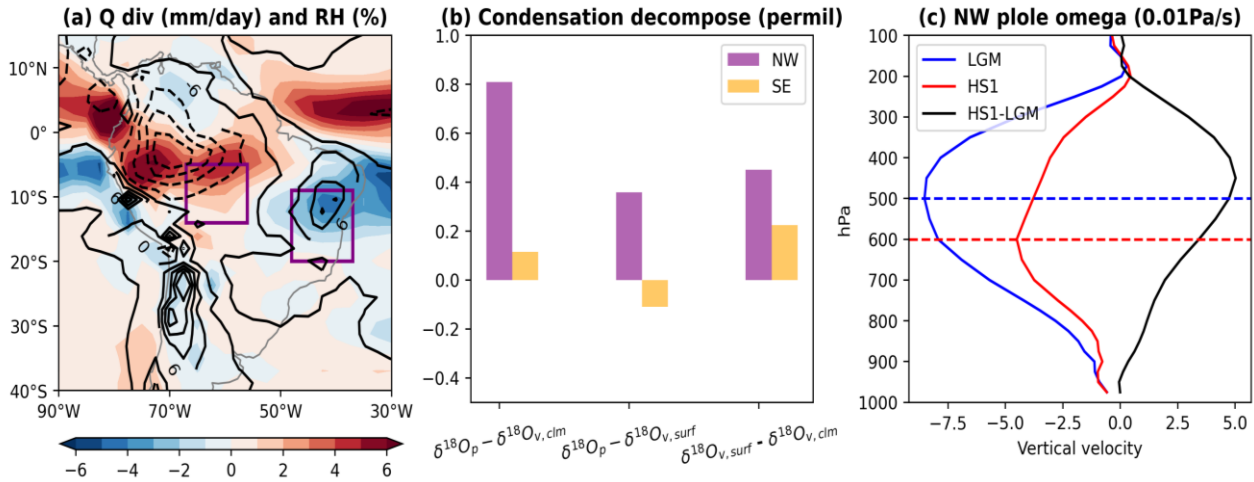 (a) Q div (mm/day) and RH (%)
10°N
0°
10°S
20°S
30°S
40°S
90°W 70°W 50°W 30°W
6
6
0
0
6
6
−6 −4 −2 0 2 4 6
(b) Condensation decompose (permil)
1.0
0.8
0.6
0.4
0.2
0.0
−0.2
−0.4
NW
SE
δ¹⁸Oₚ − δ¹⁸Oᵥ,clm
δ¹⁸Oₚ − δ¹⁸Oᵥ,surf
δ¹⁸Oᵥ,surf - δ¹⁸Oᵥ,clm
(c) NW plole omega (0.01Pa/s)
LGM
HS1
HS1-LGM
hPa
100
200
300
400
500
600
700
800
900
1000
−7.5 −5.0 −2.5 0.0 2.5 5.0
Vertical velocity